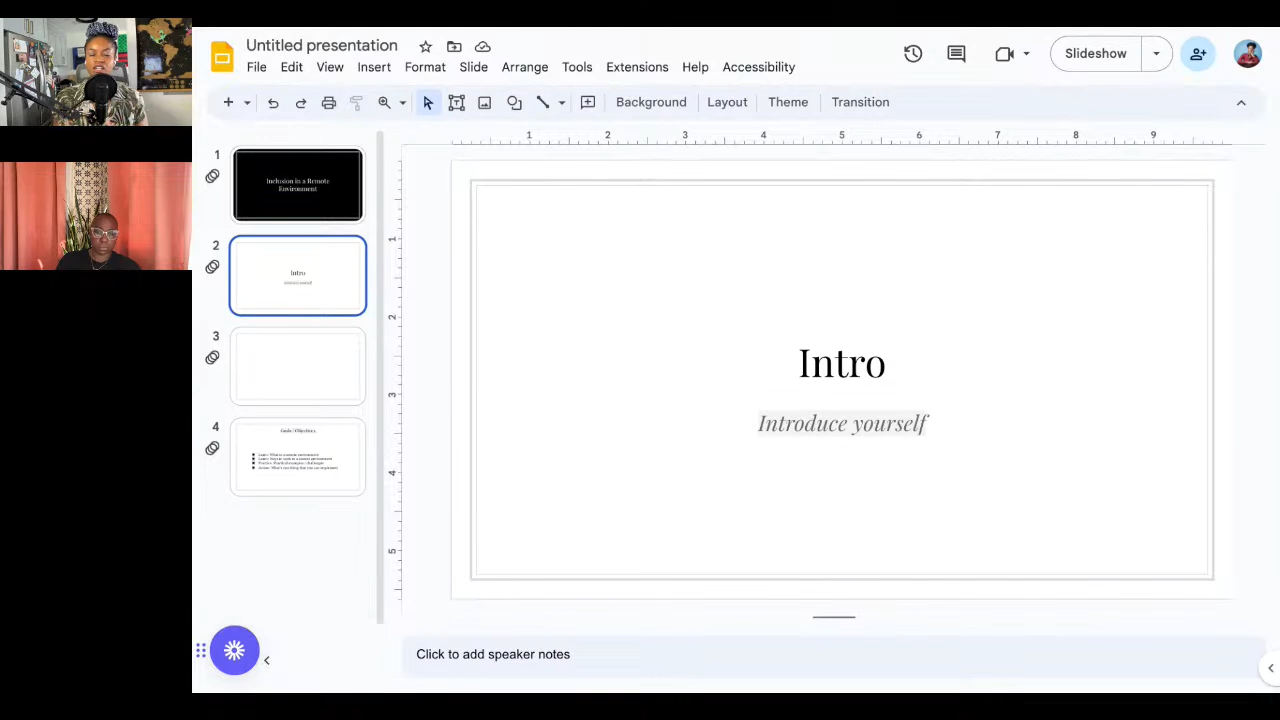 Untitled presentation
File Edit View Insert Format Slide Arrange Tools Extensions Help Accessibility
Slideshow
Background Layout Theme Transition
1 2 3 4 5 6 7 8 9
1
Inclusion in a Remote
Environment
2
Intro
Introduce yourself
3
4
Goals / Objectives
1
2
3
4
5
Intro
Introduce yourself
Click to add speaker notes